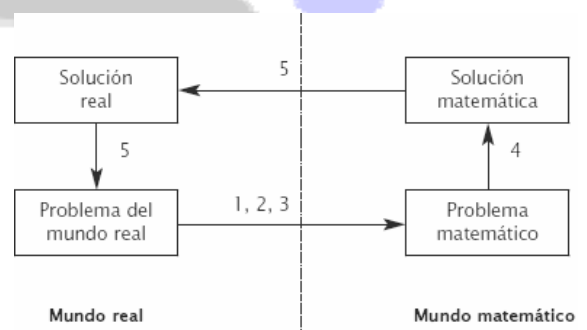 Solución
real
5
Solución
matemática
5
4
Problema del
mundo real
1, 2, 3
Problema
matemático
Mundo real
Mundo matemático